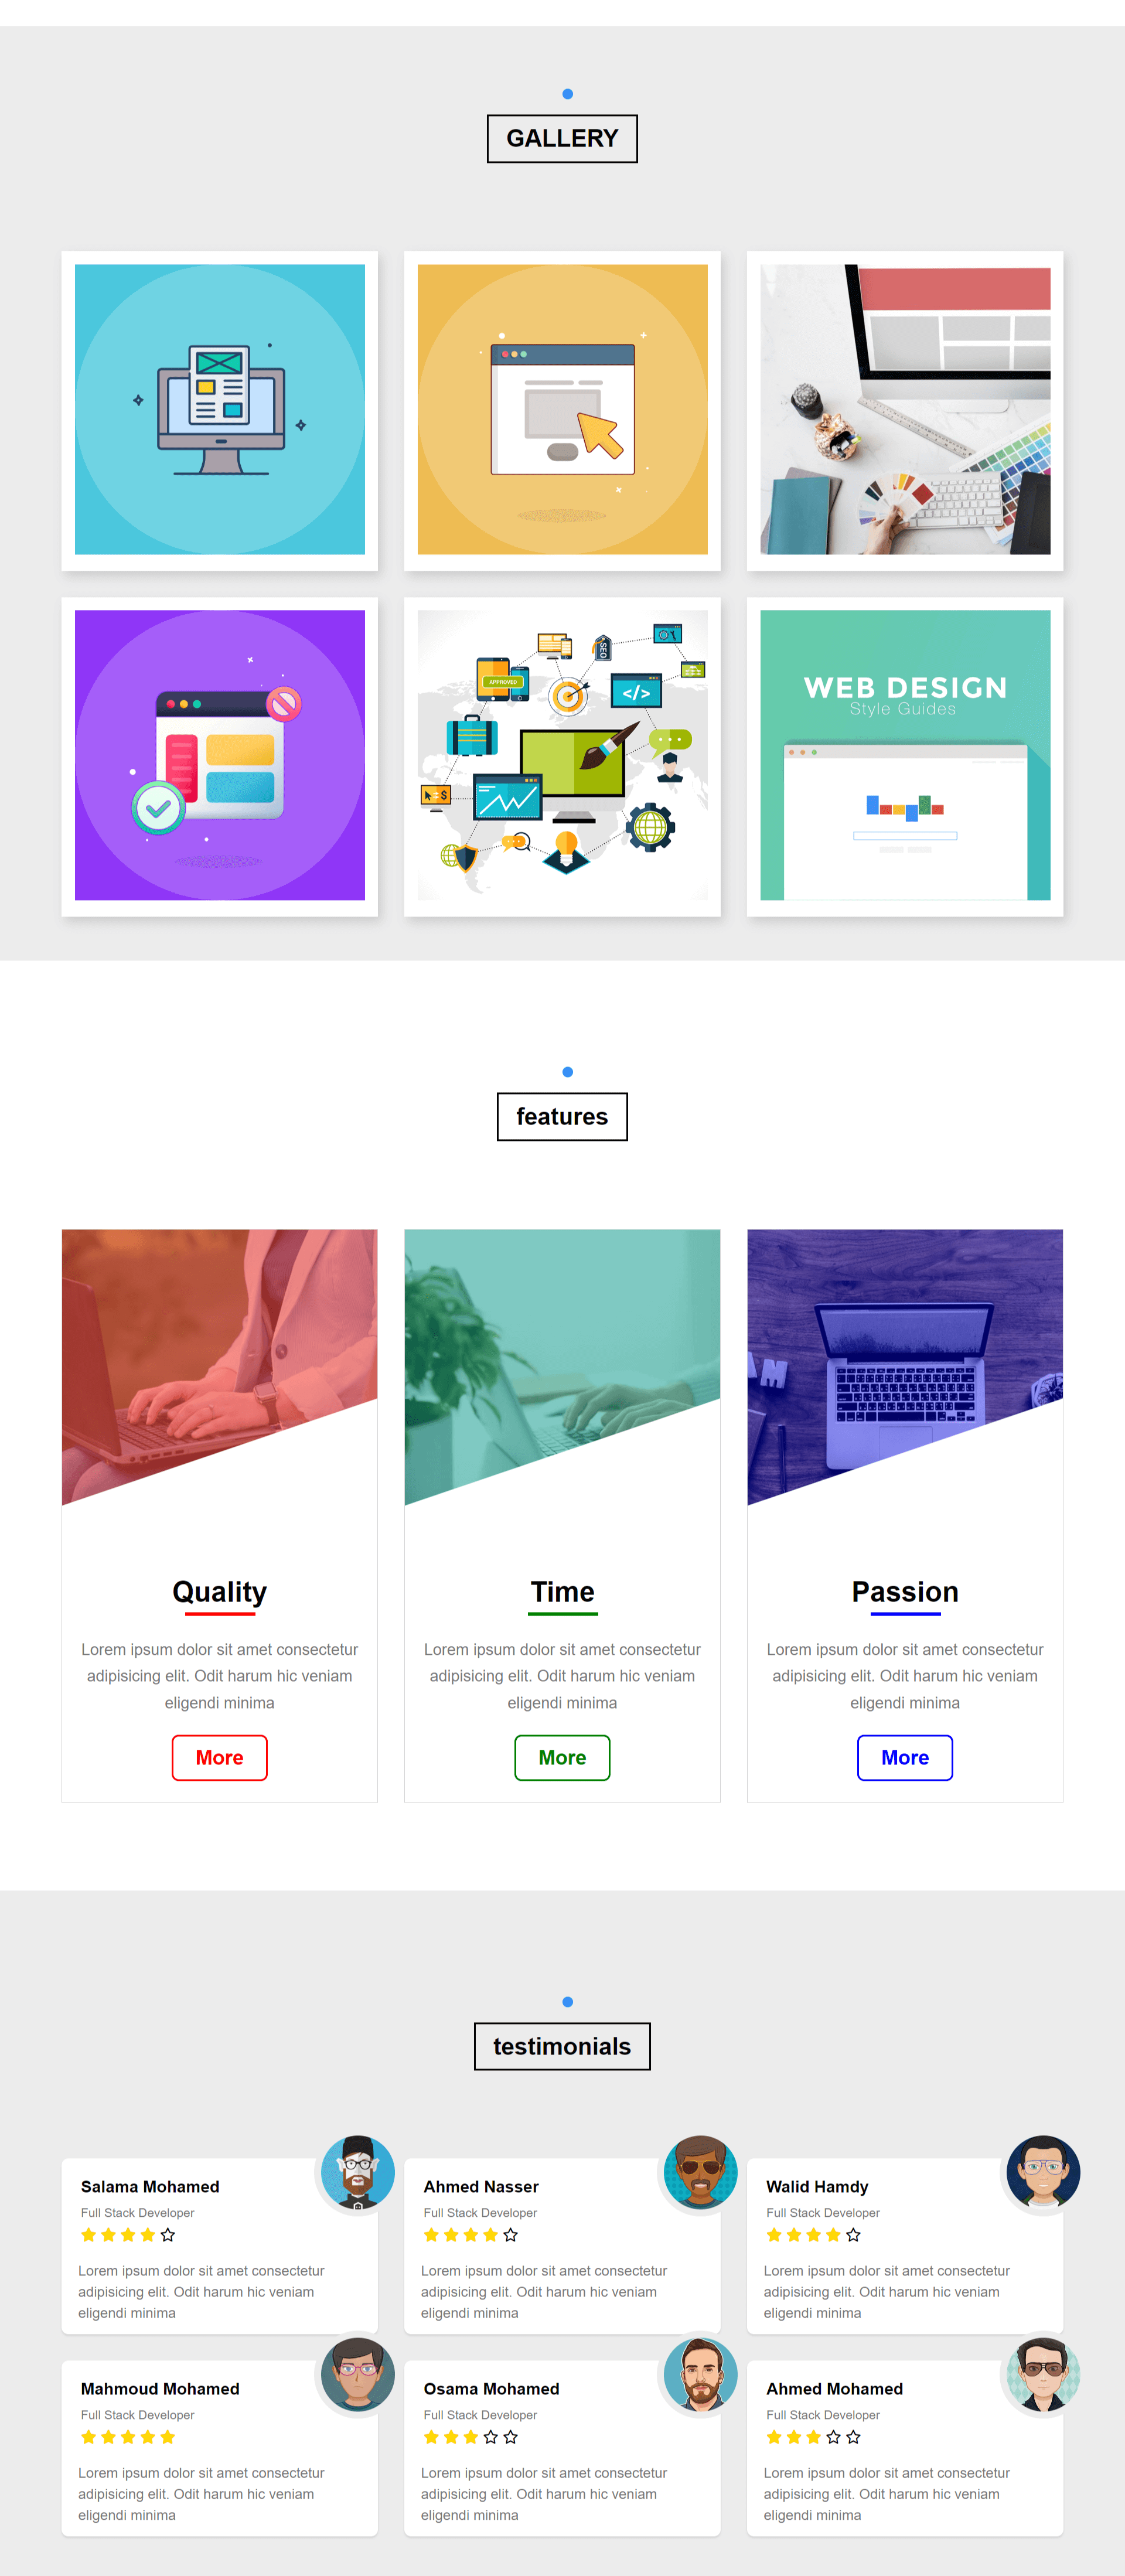 GALLERY
APPROVED
SEO
</>
$
WEB DESIGN
Style Guides
features
Quality
Time
Passion
Lorem ipsum dolor sit amet consectetur
adipisicing elit. Odit harum hic veniam
eligendi minima
Lorem ipsum dolor sit amet consectetur
adipisicing elit. Odit harum hic veniam
eligendi minima
Lorem ipsum dolor sit amet consectetur
adipisicing elit. Odit harum hic veniam
eligendi minima
More
More
More
testimonials
Salama Mohamed
Full Stack Developer
Lorem ipsum dolor sit amet consectetur
adipisicing elit. Odit harum hic veniam
eligendi minima
Ahmed Nasser
Full Stack Developer
Lorem ipsum dolor sit amet consectetur
adipisicing elit. Odit harum hic veniam
eligendi minima
Walid Hamdy
Full Stack Developer
Lorem ipsum dolor sit amet consectetur
adipisicing elit. Odit harum hic veniam
eligendi minima
Mahmoud Mohamed
Full Stack Developer
Lorem ipsum dolor sit amet consectetur
adipisicing elit. Odit harum hic veniam
eligendi minima
Osama Mohamed
Full Stack Developer
Lorem ipsum dolor sit amet consectetur
adipisicing elit. Odit harum hic veniam
eligendi minima
Ahmed Mohamed
Full Stack Developer
Lorem ipsum dolor sit amet consectetur
adipisicing elit. Odit harum hic veniam
eligendi minima